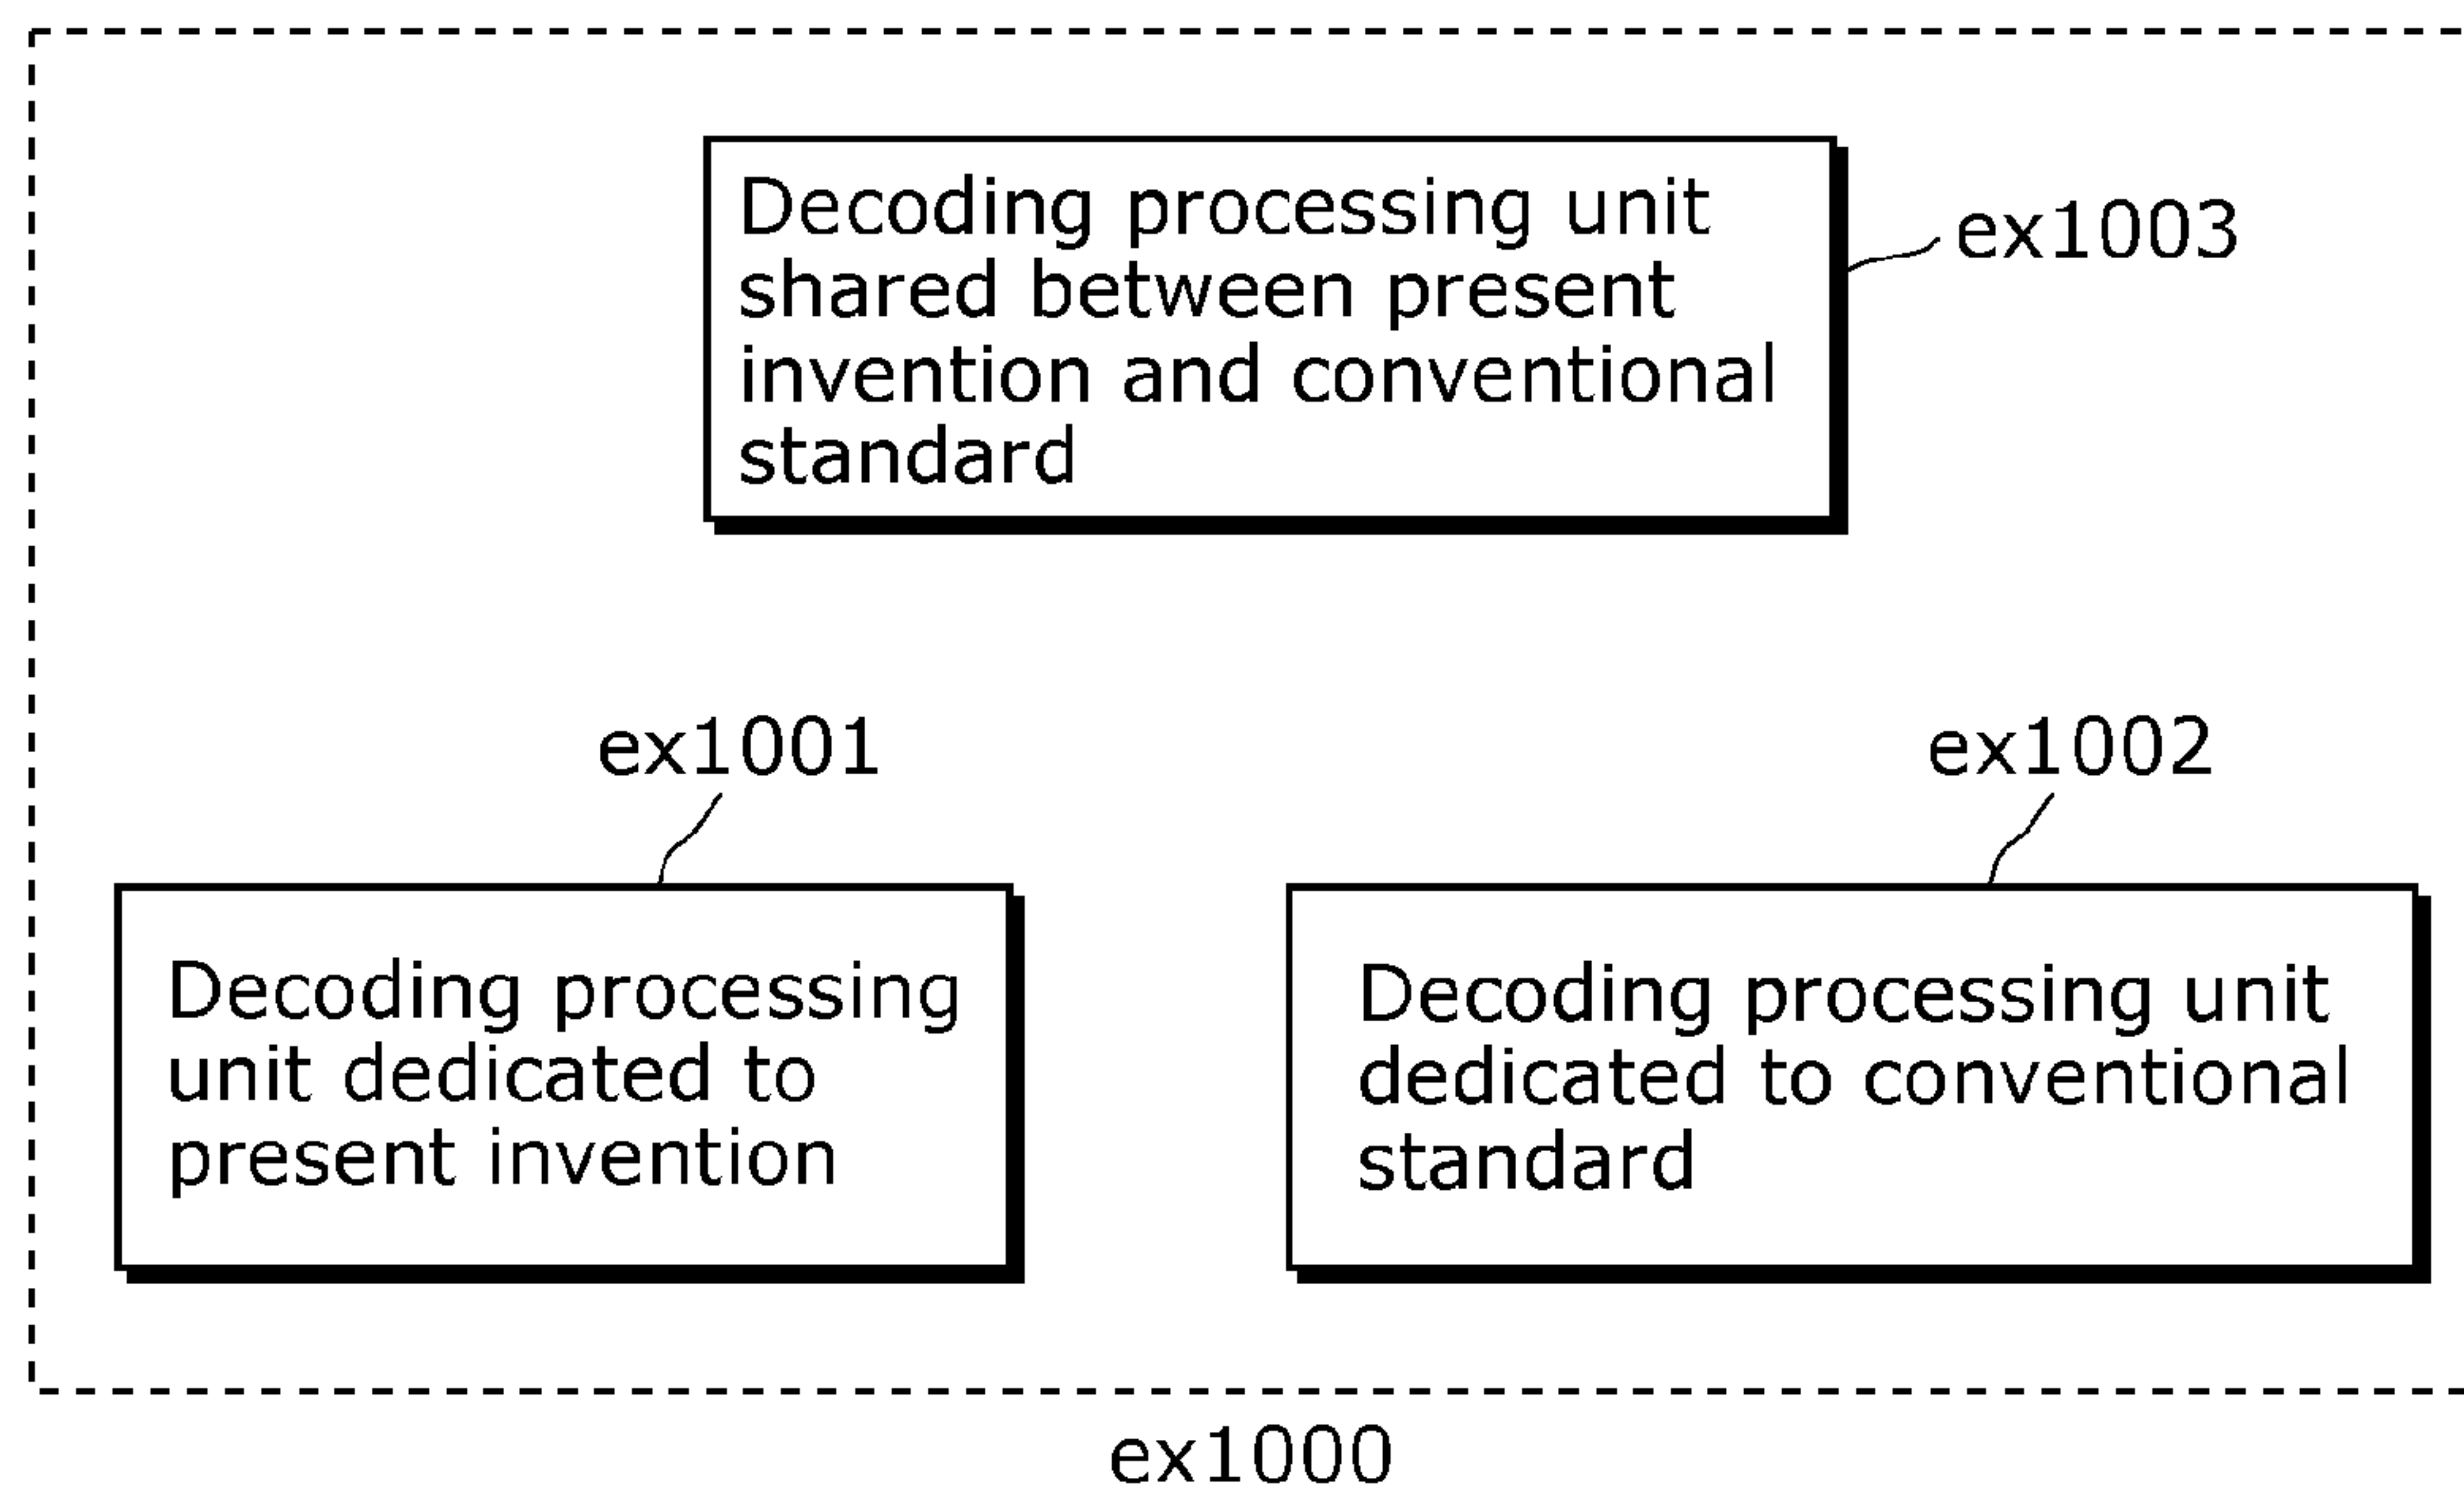 Decoding processing unit
shared between present
invention and conventional
standard
ex1003
ex1001
ex1002
Decoding processing
unit dedicated to
present invention
Decoding processing unit
dedicated to conventional
standard
ex1000